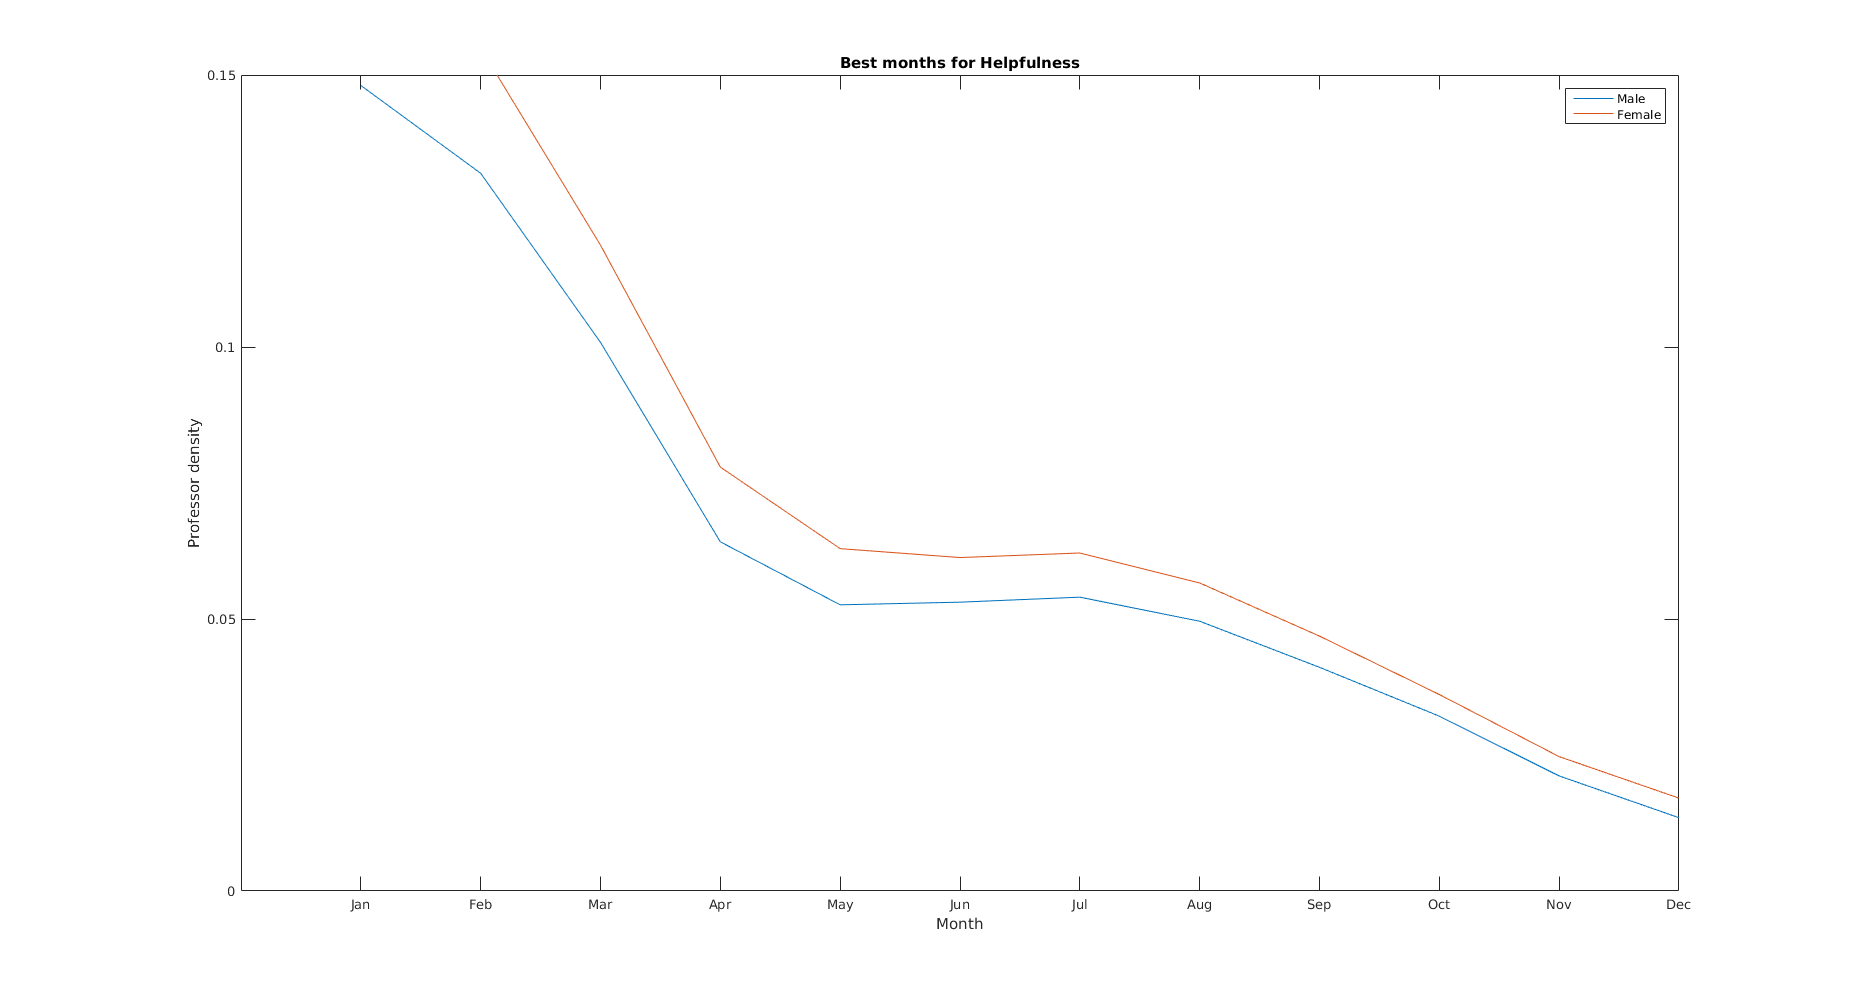 Best months for Helpfulness
0.15
0.1
0.05
0
Professor density
Male
Female
Jan Feb Mar Apr May Jun Jul Aug Sep Oct Nov Dec
Month